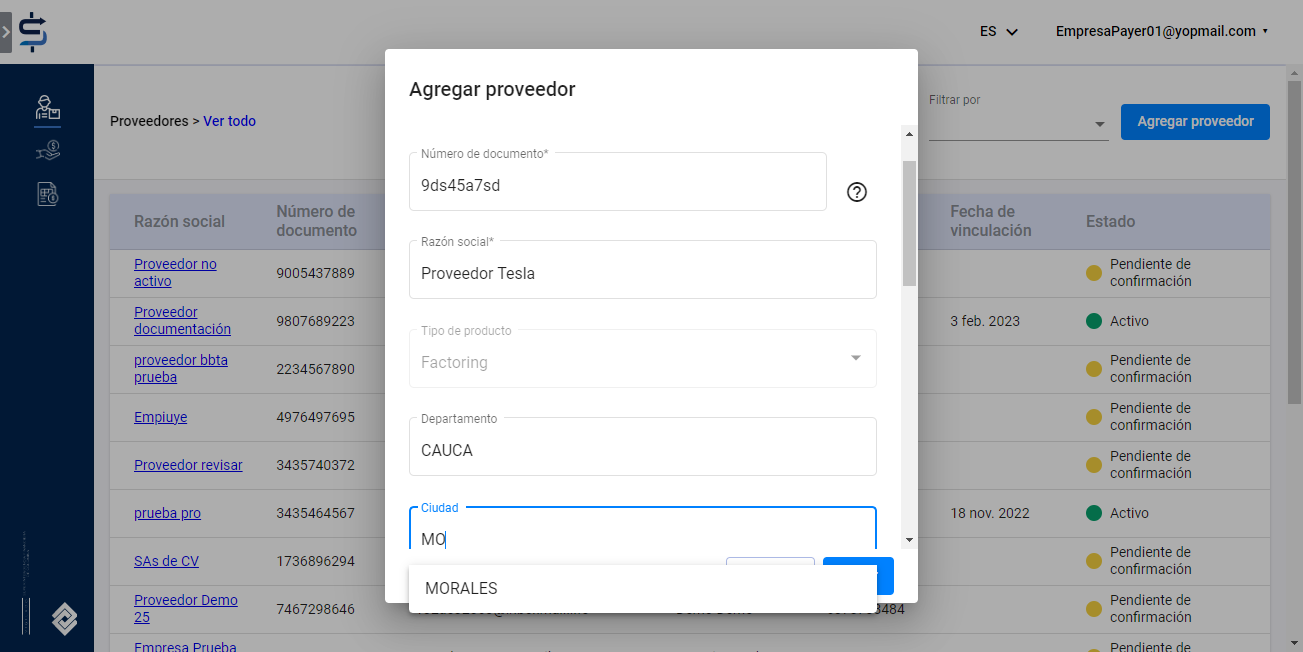 ES
EmpresaPayer01@yopmail.com
Proveedores > Ver todo
Filtrar por
Agregar proveedor
Agregar proveedor
Número de documento*
9ds45a7sd
Razón social*
Proveedor Tesla
Tipo de producto
Factoring
Departamento
CAUCA
Ciudad
MO
MORALES
Razón social
Número de
documento
Fecha de
vinculación
Estado
Proveedor no
activo
9005437889
Pendiente de
confirmación
Proveedor
documentación
9807689223
3 feb. 2023
Activo
proveedor bbta
prueba
2234567890
Pendiente de
confirmación
Empiuye
4976497695
Pendiente de
confirmación
Proveedor revisar
3435740372
Pendiente de
confirmación
prueba pro
3435464567
18 nov. 2022
Activo
SAs de CV
1736896294
Pendiente de
confirmación
Proveedor Demo
25
7467298646
Pendiente de
confirmación
Empresa Prueba
Pendiente de